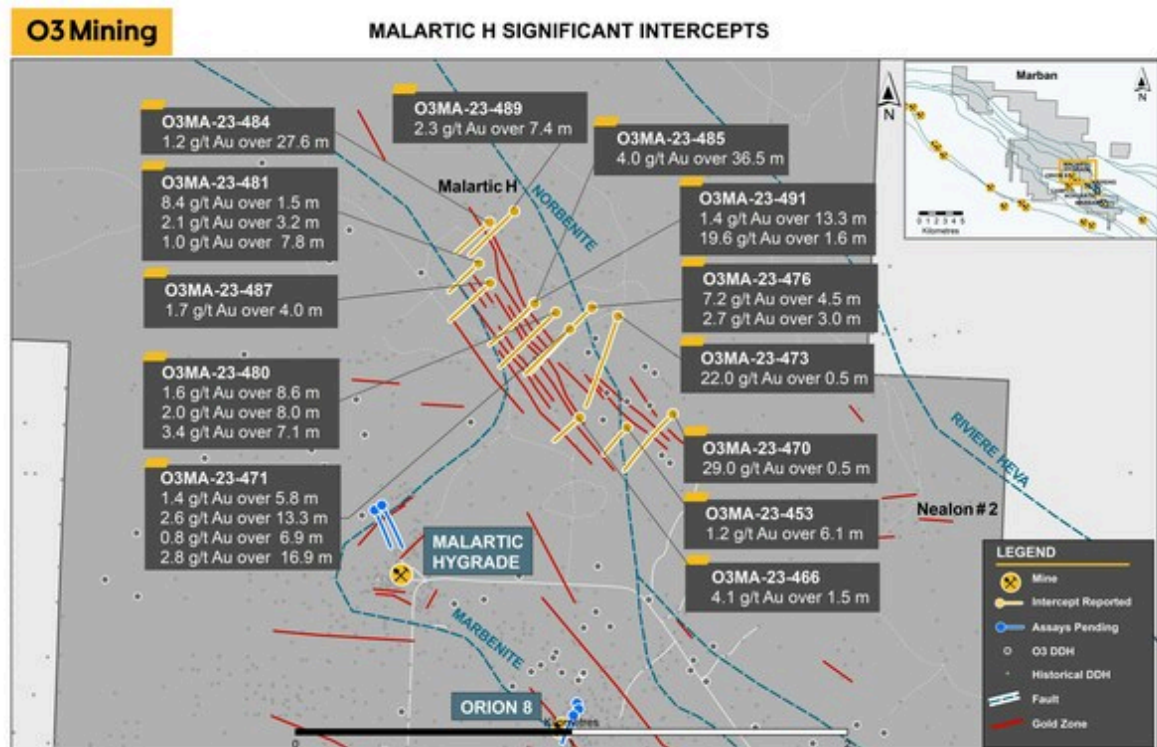 O3 Mining
MALARTIC H SIGNIFICANT INTERCEPTS
O3MA-23-484
1.2 g/t Au over 27.6 m
O3MA-23-489
2.3 g/t Au over 7.4 m
O3MA-23-485
4.0 g/t Au over 36.5 m
O3MA-23-481
8.4 g/t Au over 1.5 m
2.1 g/t Au over 3.2 m
1.0 g/t Au over 7.8 m
Malartic H
NORBENITE
O3MA-23-491
1.4 g/t Au over 13.3 m
19.6 g/t Au over 1.6 m
O3MA-23-487
1.7 g/t Au over 4.0 m
O3MA-23-476
7.2 g/t Au over 4.5 m
2.7 g/t Au over 3.0 m
O3MA-23-473
22.0 g/t Au over 0.5 m
O3MA-23-480
1.6 g/t Au over 8.6 m
2.0 g/t Au over 8.0 m
3.4 g/t Au over 7.1 m
O3MA-23-470
29.0 g/t Au over 0.5 m
O3MA-23-471
1.4 g/t Au over 5.8 m
2.6 g/t Au over 13.3 m
0.8 g/t Au over 6.9 m
2.8 g/t Au over 16.9 m
O3MA-23-453
1.2 g/t Au over 6.1 m
O3MA-23-466
4.1 g/t Au over 1.5 m
MALARTIC
HYGRADE
MARBENITE
ORION 8
RIVIERE HEVA
Nealon #2
Marban
N
N
0 1 2 3 4 5
Kilometres
LEGEND
Mine
Intercept Reported
Assays Pending
O3 DDH
Historical DDH
Fault
Gold Zone